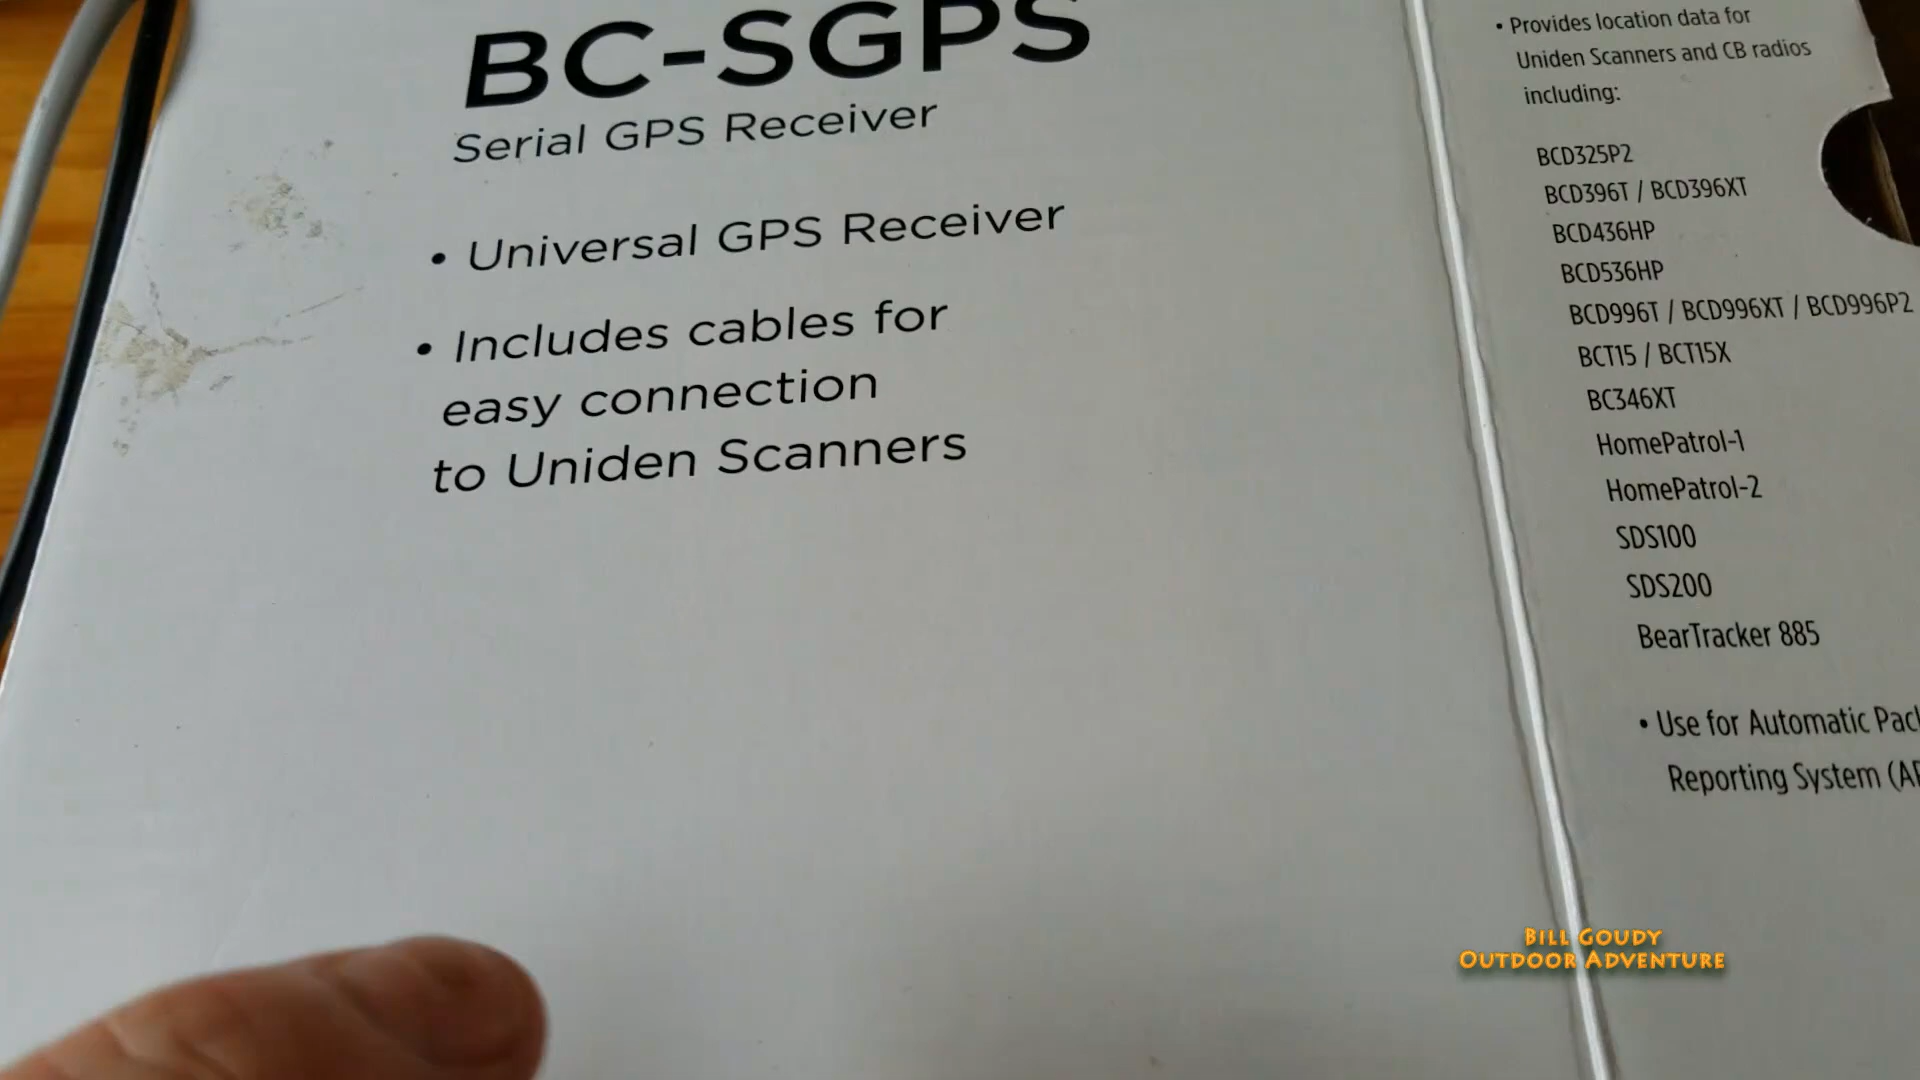 BC-SGPS
Serial GPS Receiver
• Universal GPS Receiver
• Includes cables for
easy connection
to Uniden Scanners
• Provides location data for
Uniden Scanners and CB radios
including:
BCD325P2
BCD396T / BCD396XT
BCD436HP
BCD536HP
BCD996T / BCD996XT / BCD996P2
BCT15 / BCT15X
BC346XT
HomePatrol-1
HomePatrol-2
SDS100
SDS200
BearTracker 885
• Use for Automatic
Reporting System
BILL GOUDY
OUTDOOR ADVENTURE